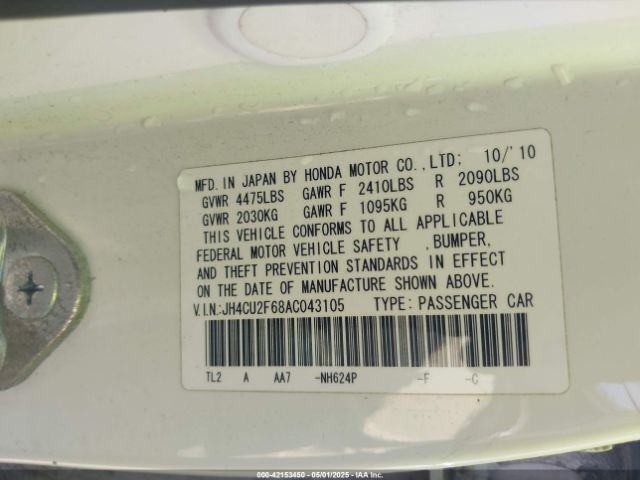 MFD. IN JAPAN BY HONDA MOTOR CO., LTD: 10/'10
GVWR 4475LBS GAWR F 2410LBS R 2090LBS
GVWR 2030KG GAWR F 1095KG R 950KG
THIS VEHICLE CONFORMS TO ALL APPLICABLE
FEDERAL MOTOR VEHICLE SAFETY , BUMPER,
AND THEFT PREVENTION STANDARDS IN EFFECT
ON THE DATE OF MANUFACTURE SHOWN ABOVE.
V.I.N.:JH4CU2F68AC043105 TYPE: PASSENGER CAR
TL2 A AA7 -NH624P -F -C
000-42153450 - 05/01/2025 - IAA Inc.